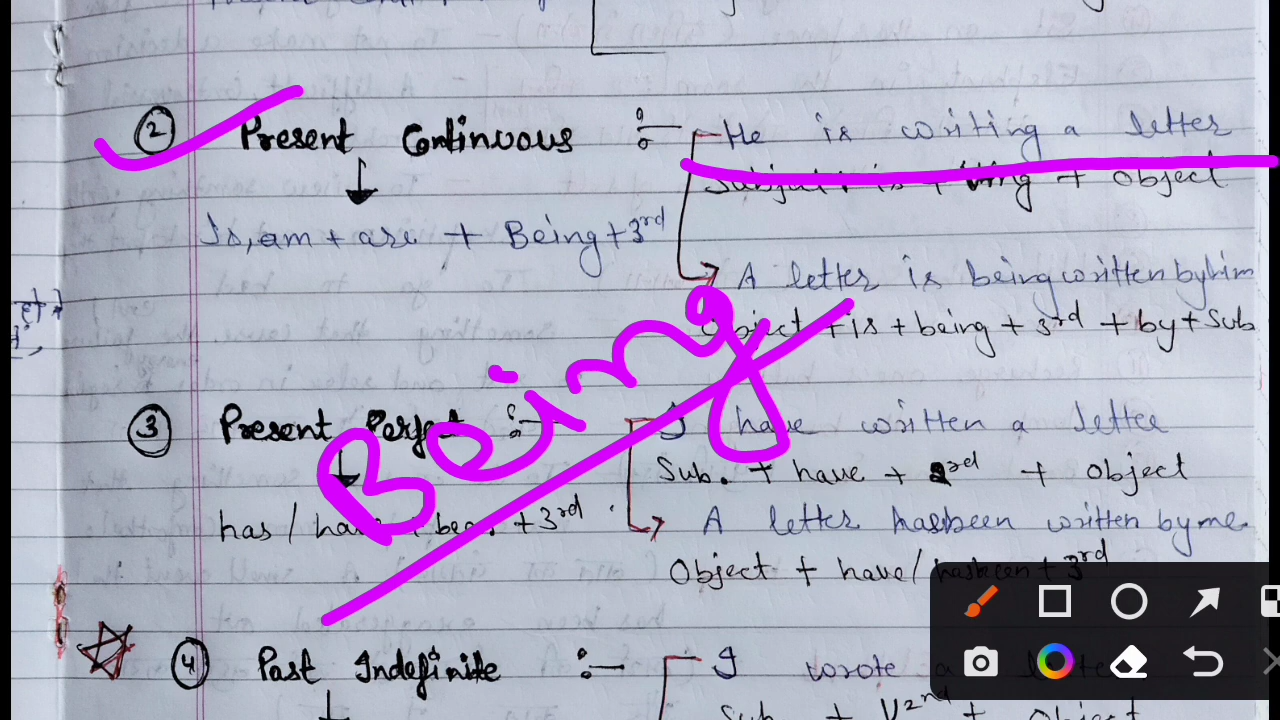 ② Present Continuous :- He is writing a letter
Subject + is + Ving + Object
Is, am + are + Being + 3rd
A letter is being written by him
Object + is + being + 3rd + by + Sub
Being
③ Present Perfect :- I have written a letter
Sub. + have + 3rd + Object
has / have + been + 3rd
A letter has been written by me.
Object + have / has been + 3rd
④ Past Indefinite :- I wrote a letter
Sub + V2nd + Object